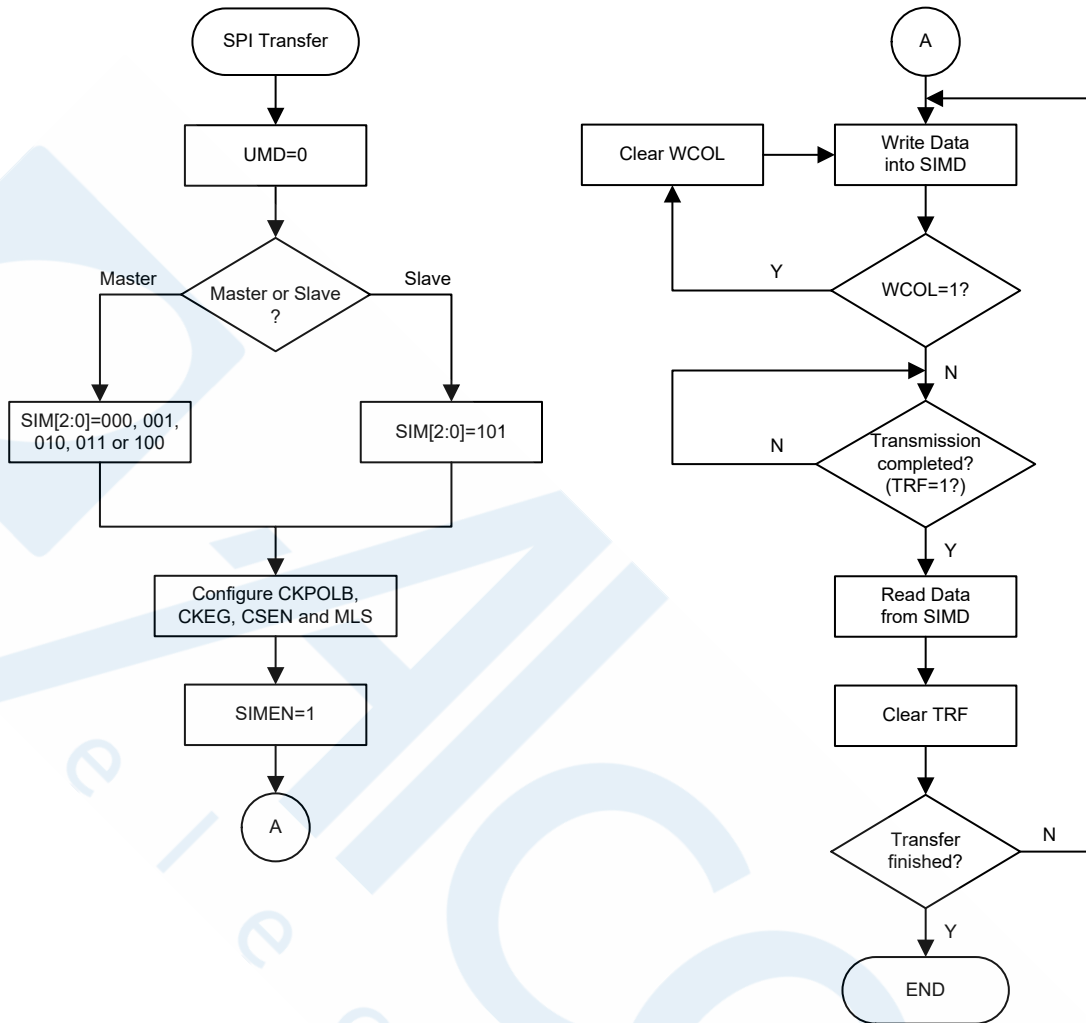 SPI Transfer
UMD=0
Master
Master or Slave
?
Slave
SIM[2:0]=000, 001,
010, 011 or 100
SIM[2:0]=101
Configure CKPOLB,
CKEG, CSEN and MLS
SIMEN=1
A
A
Clear WCOL
Write Data
into SIMD
Y
WCOL=1?
N
N
Transmission
completed?
(TRF=1?)
Y
Read Data
from SIMD
Clear TRF
Transfer
finished?
N
Y
END